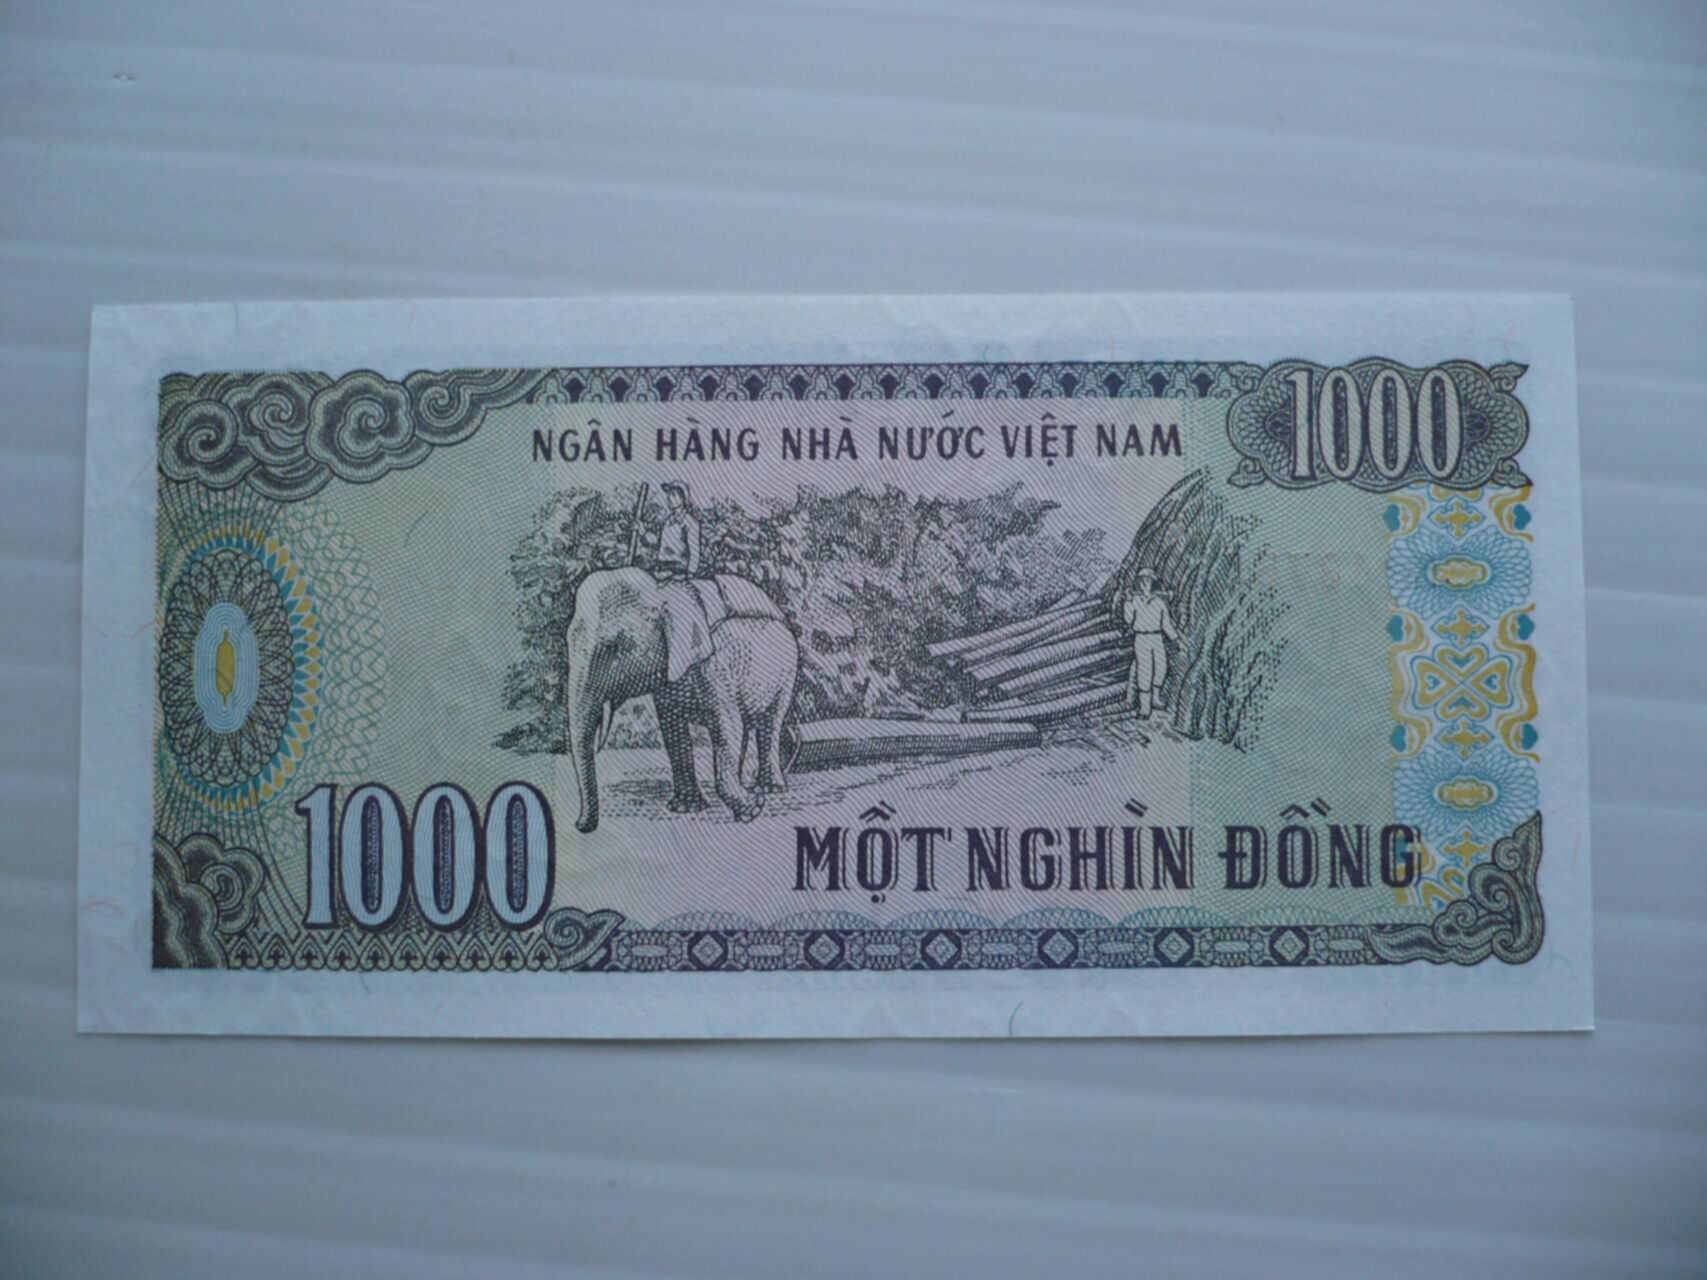 NGÂN HÀNG NHÀ NƯỚC VIỆT NAM
1000
1000
MỘT NGHÌN ĐỒNG